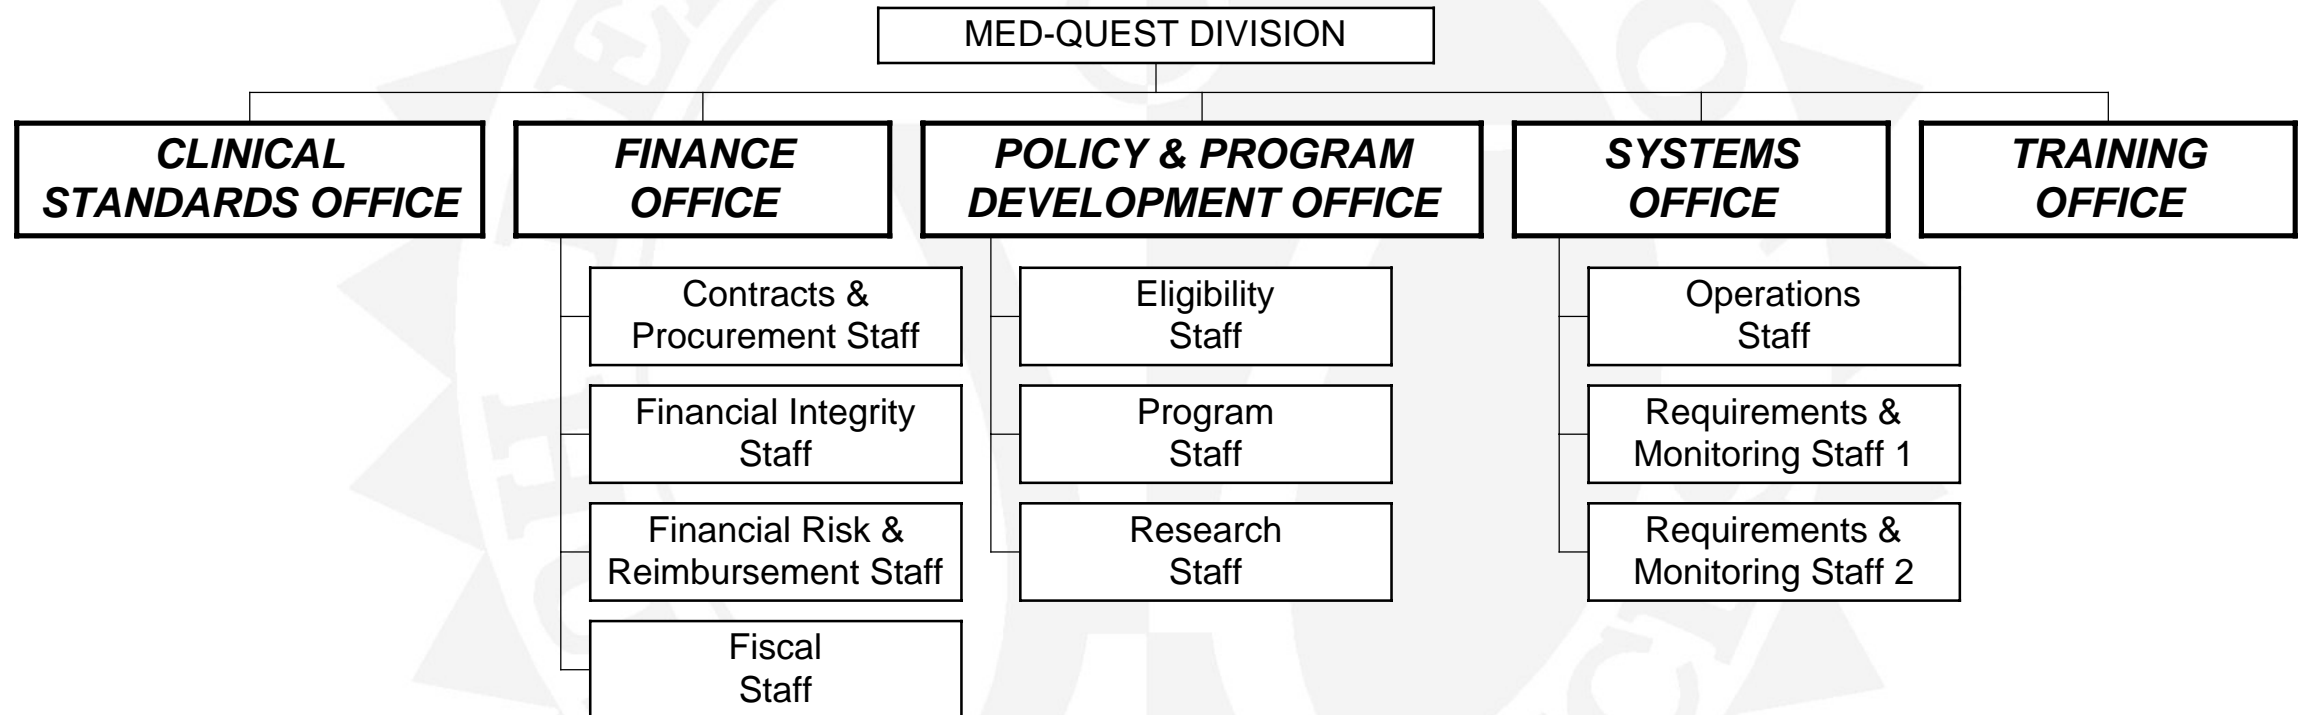 MED-QUEST DIVISION
CLINICAL
STANDARDS OFFICE
FINANCE
OFFICE
POLICY & PROGRAM
DEVELOPMENT OFFICE
SYSTEMS
OFFICE
TRAINING
OFFICE
Contracts &
Procurement Staff
Financial Integrity
Staff
Financial Risk &
Reimbursement Staff
Fiscal
Staff
Eligibility
Staff
Program
Staff
Research
Staff
Operations
Staff
Requirements &
Monitoring Staff 1
Requirements &
Monitoring Staff 2